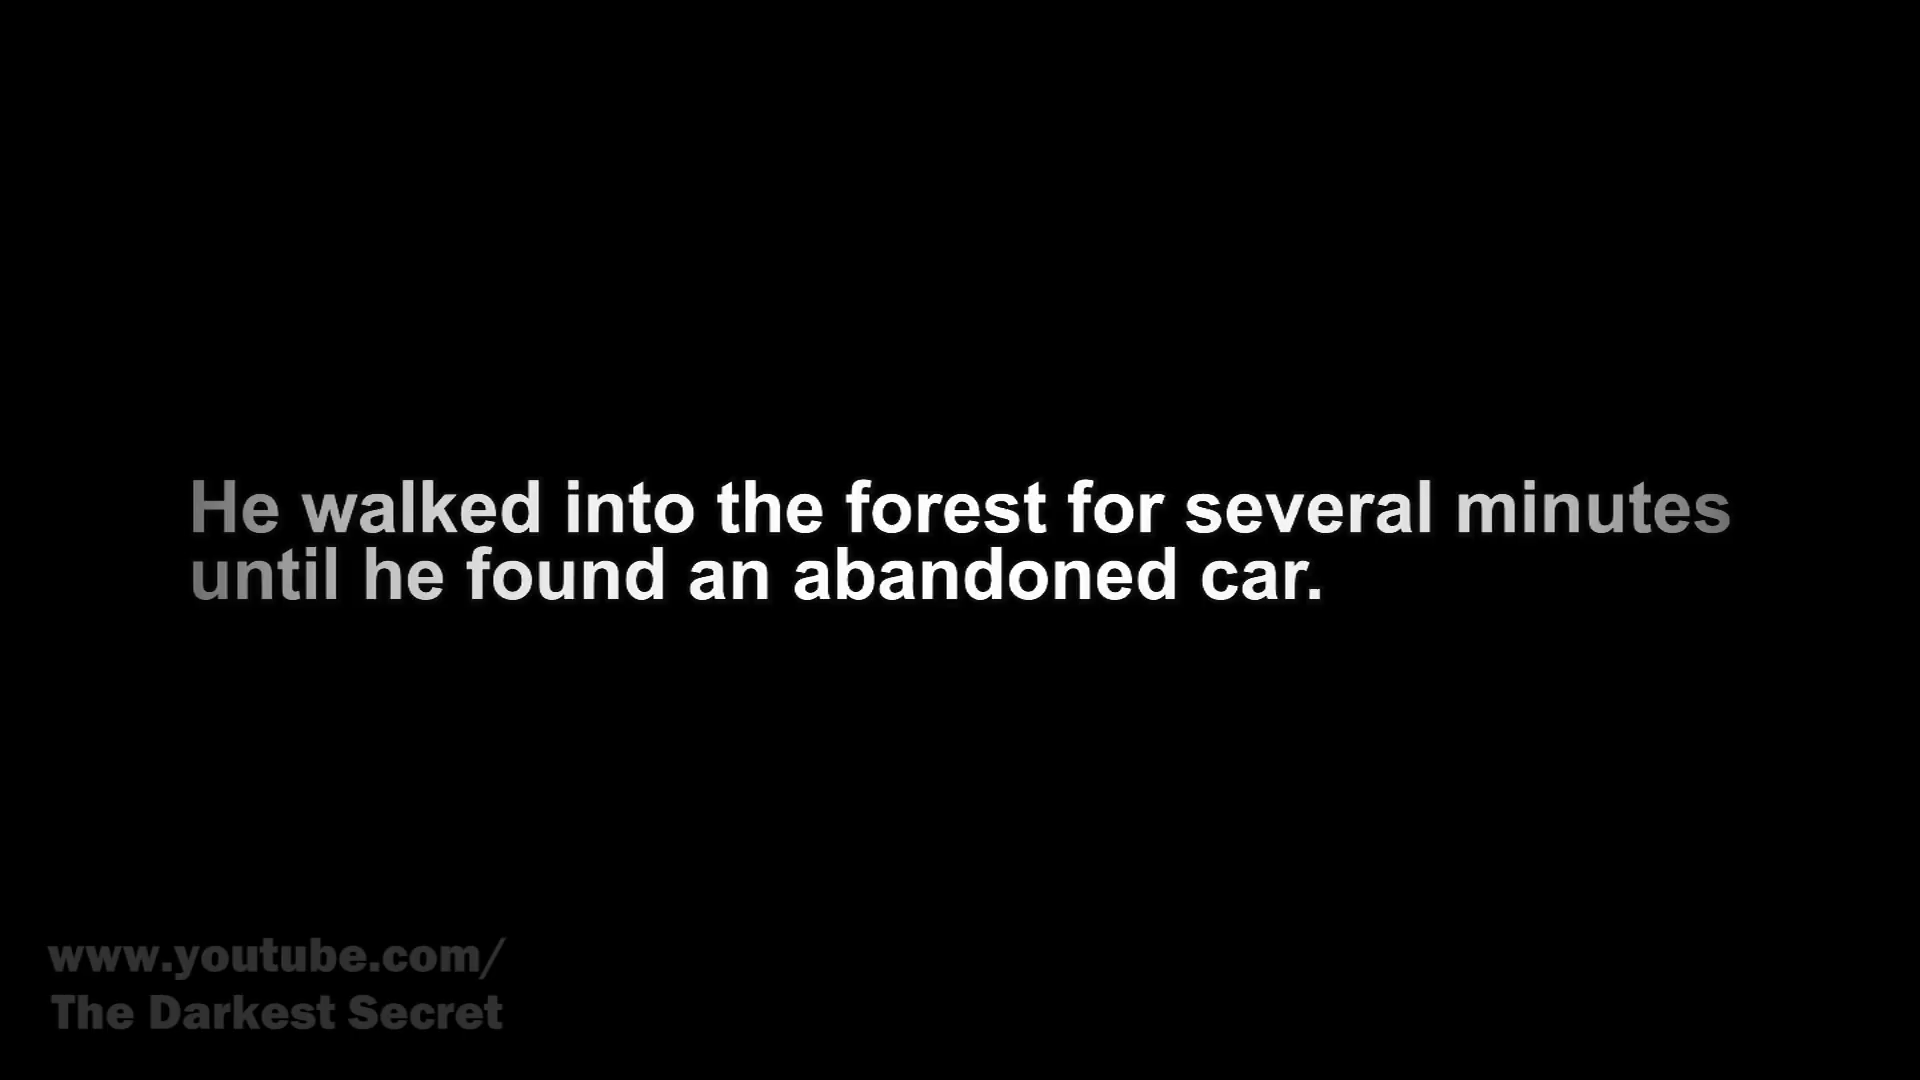 He walked into the forest for several minutes
until he found an abandoned car.
www.youtube.com/
The Darkest Secret